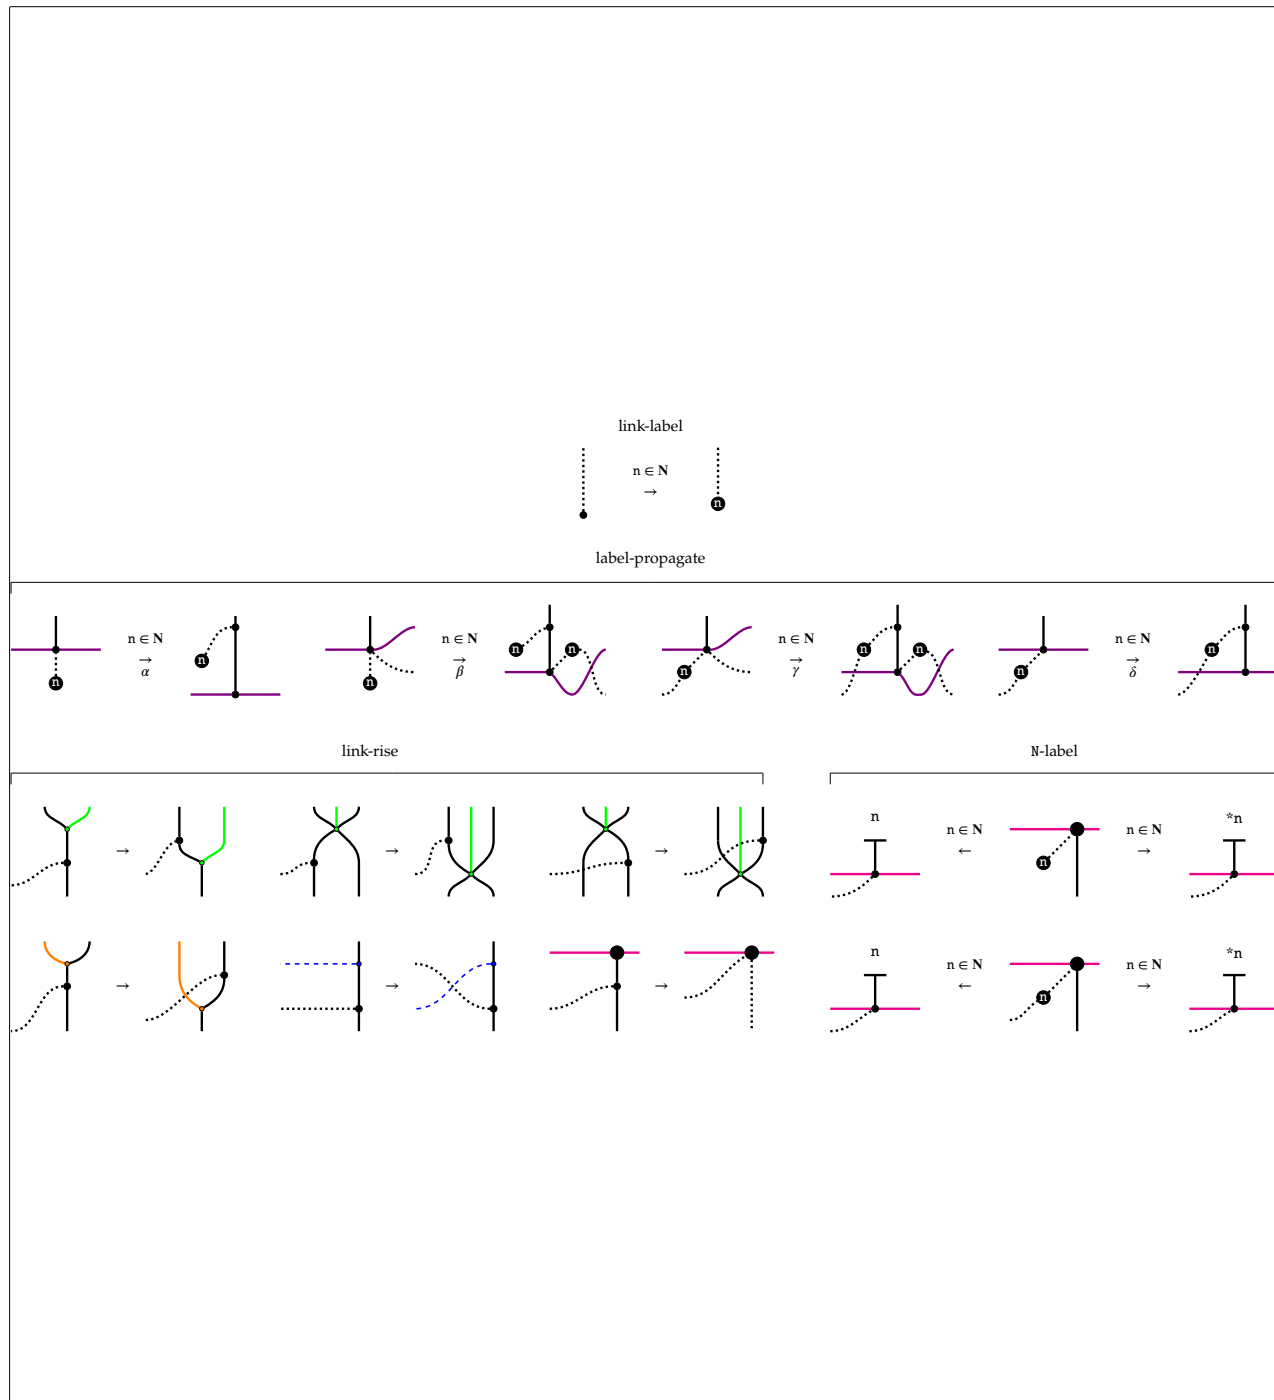 link-label
n ∈ N
→
n
label-propagate
n ∈ N n ∈ N n ∈ N n ∈ N
→ → → →
α β γ δ
n n n n n n n n n n
link-rise N-label
n *n
n ∈ N n ∈ N
→ → → ← →
n
n *n
n ∈ N n ∈ N
→ → → ← →
n